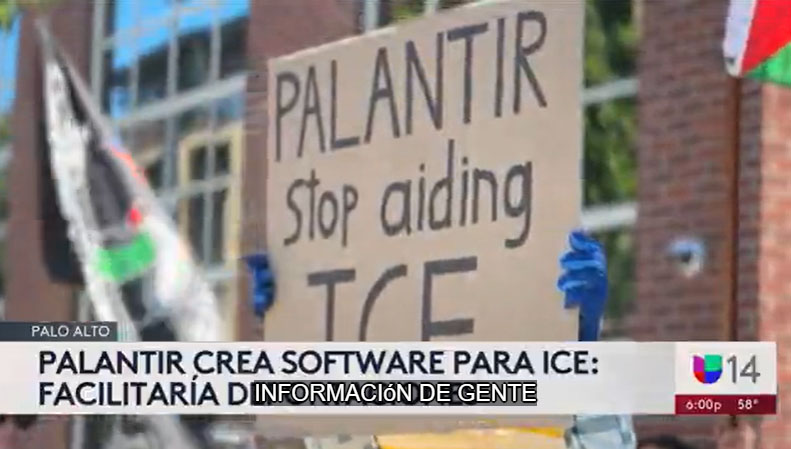 PALANTIR
stop aiding
ICE
PALO ALTO
PALANTIR CREA SOFTWARE PARA ICE:
FACILITARÍA
INFORMACIóN DE GENTE
14
6:00p 58°